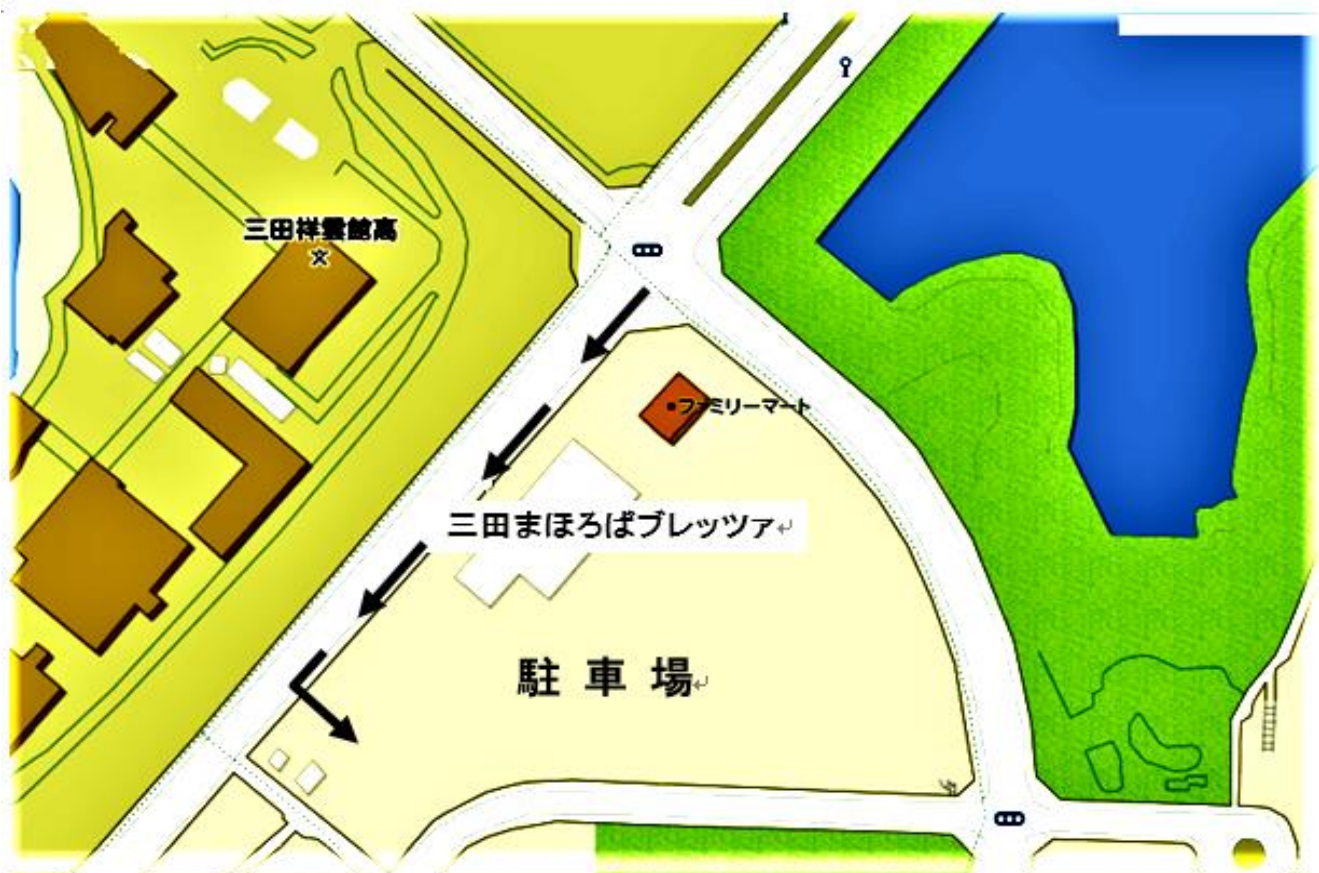 三田祥雲館高
文
ファミリーマート
三田まほろばブレッツァ↵
駐 車 場↵